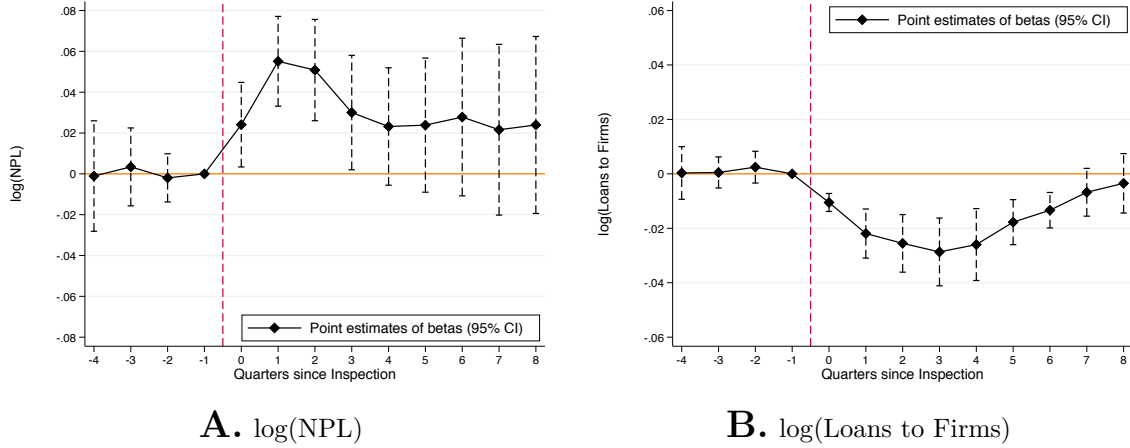 .08
.06
.04
.02
0
-.02
-.04
-.06
-.08
log(NPL)
Point estimates of betas (95% CI)
-4 -3 -2 -1 0 1 2 3 4 5 6 7 8
Quarters since Inspection
A. log(NPL)
.06
.04
.02
0
-.02
-.04
-.06
log(Loans to Firms)
Point estimates of betas (95% CI)
-4 -3 -2 -1 0 1 2 3 4 5 6 7 8
Quarters since Inspection
B. log(Loans to Firms)